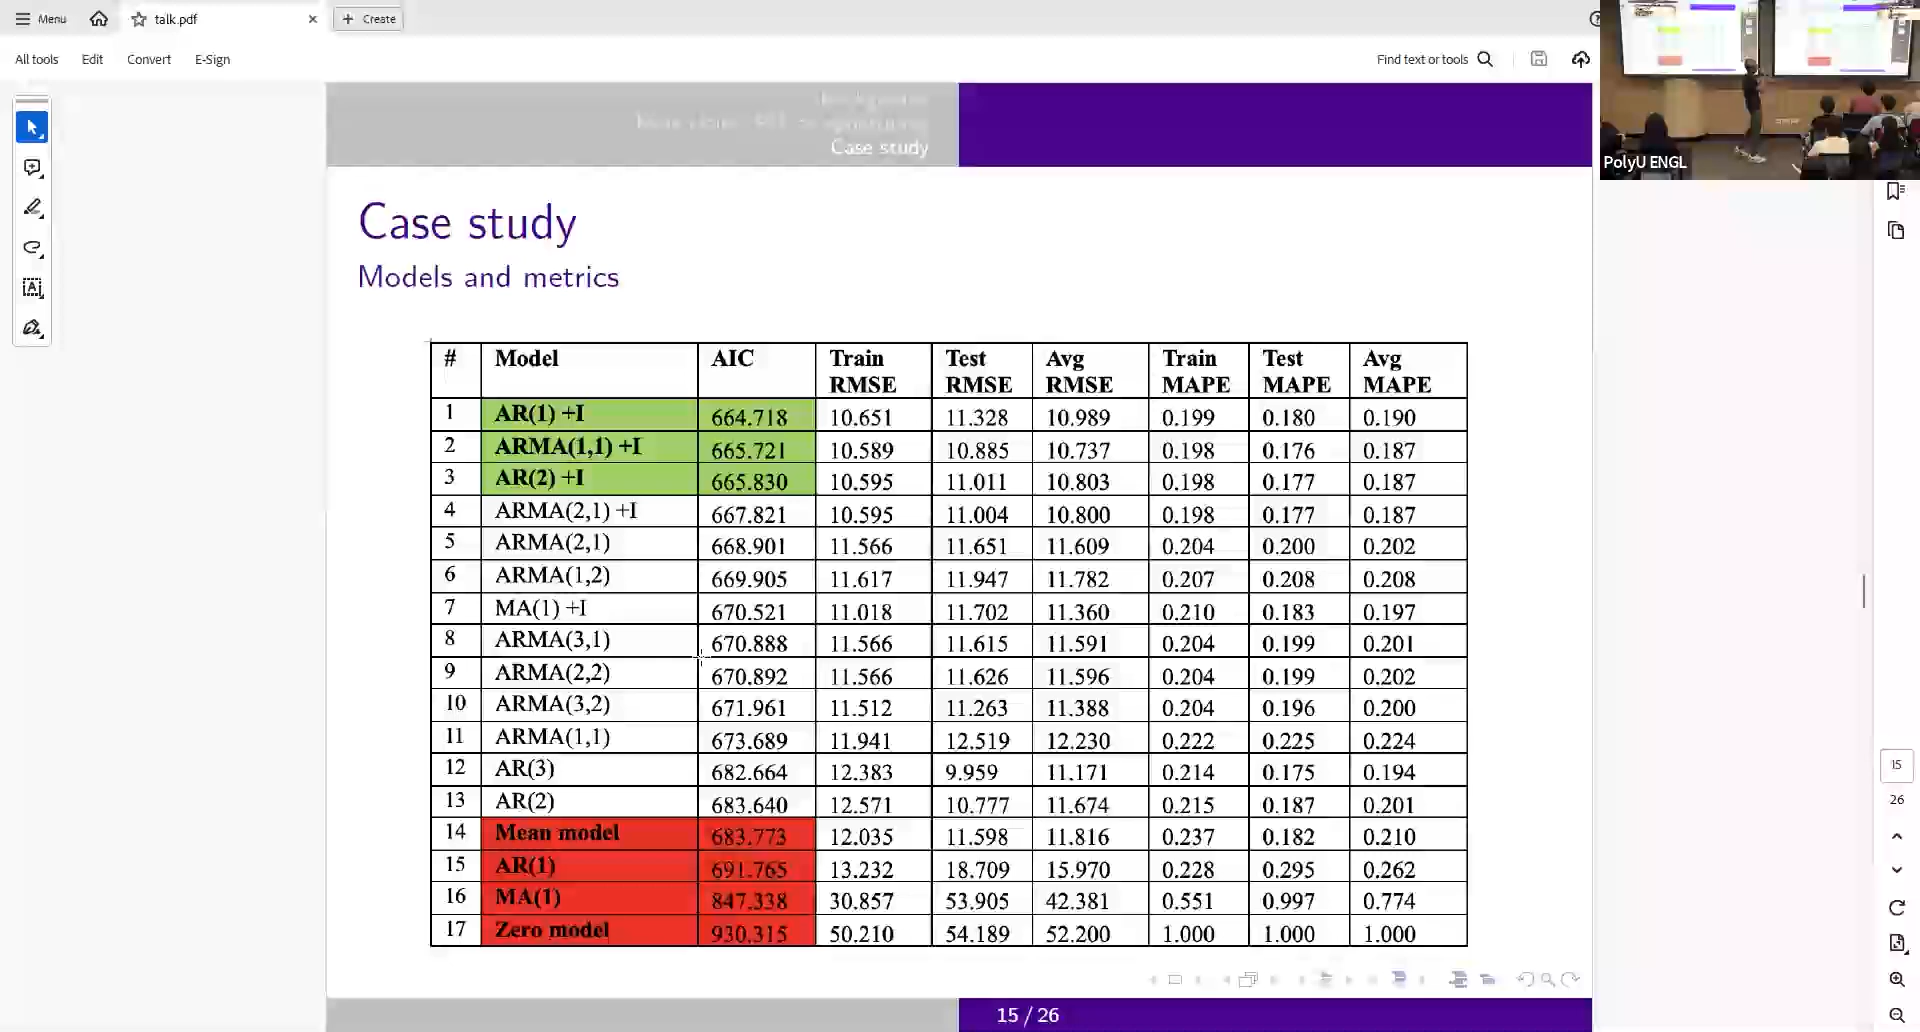 Menu
talk.pdf
Create
All tools Edit Convert E-Sign
Find text or tools
PolyU ENGL
Case study
Case study
Models and metrics
# Model AIC Train RMSE Test RMSE Avg RMSE Train MAPE Test MAPE Avg MAPE
1 AR(1) +I 664.718 10.651 11.328 10.989 0.199 0.180 0.190
2 ARMA(1,1) +I 665.721 10.589 10.885 10.737 0.198 0.176 0.187
3 AR(2) +I 665.830 10.595 11.011 10.803 0.198 0.177 0.187
4 ARMA(2,1) +I 667.821 10.595 11.004 10.800 0.198 0.177 0.187
5 ARMA(2,1) 668.901 11.566 11.651 11.609 0.204 0.200 0.202
6 ARMA(1,2) 669.905 11.617 11.947 11.782 0.207 0.208 0.208
7 MA(1) +I 670.521 11.018 11.702 11.360 0.210 0.183 0.197
8 ARMA(3,1) 670.888 11.566 11.615 11.591 0.204 0.199 0.201
9 ARMA(2,2) 670.892 11.566 11.626 11.596 0.204 0.199 0.202
10 ARMA(3,2) 671.961 11.512 11.263 11.388 0.204 0.196 0.200
11 ARMA(1,1) 673.689 11.941 12.519 12.230 0.222 0.225 0.224
12 AR(3) 682.664 12.383 9.959 11.171 0.214 0.175 0.194
13 AR(2) 683.640 12.571 10.777 11.674 0.215 0.187 0.201
14 Mean model 683.773 12.035 11.598 11.816 0.237 0.182 0.210
15 AR(1) 691.765 13.232 18.709 15.970 0.228 0.295 0.262
16 MA(1) 847.338 30.857 53.905 42.381 0.551 0.997 0.774
17 Zero model 930.315 50.210 54.189 52.200 1.000 1.000 1.000
15 / 26
15
26